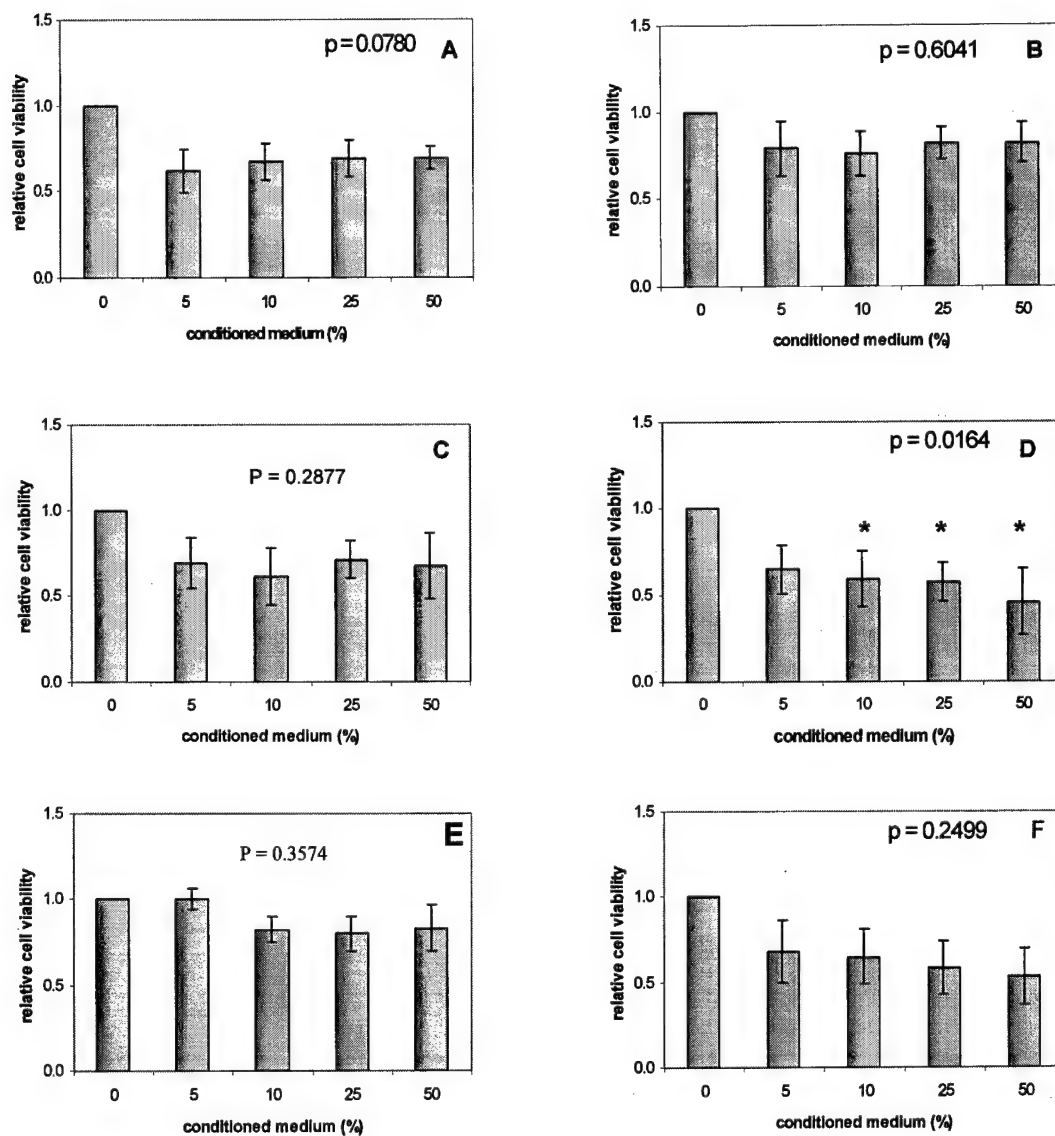 1.5
p = 0.0780 A
relative cell viability
1.0
0.5
0.0
0 5 10 25 50
conditioned medium (%)
1.5
p = 0.6041 B
relative cell viability
1.0
0.5
0.0
0 5 10 25 50
conditioned medium (%)
1.5
C
P = 0.2877
relative cell viability
1.0
0.5
0.0
0 5 10 25 50
conditioned medium (%)
1.5
p = 0.0164 D
relative cell viability
1.0
* * *
0.5
0.0
0 5 10 25 50
conditioned medium (%)
1.5
E
P = 0.3574
relative cell viability
1.0
0.5
0.0
0 5 10 25 50
conditioned medium (%)
1.5
p = 0.2499 F
relative cell viability
1.0
0.5
0.0
0 5 10 25 50
conditioned medium (%)